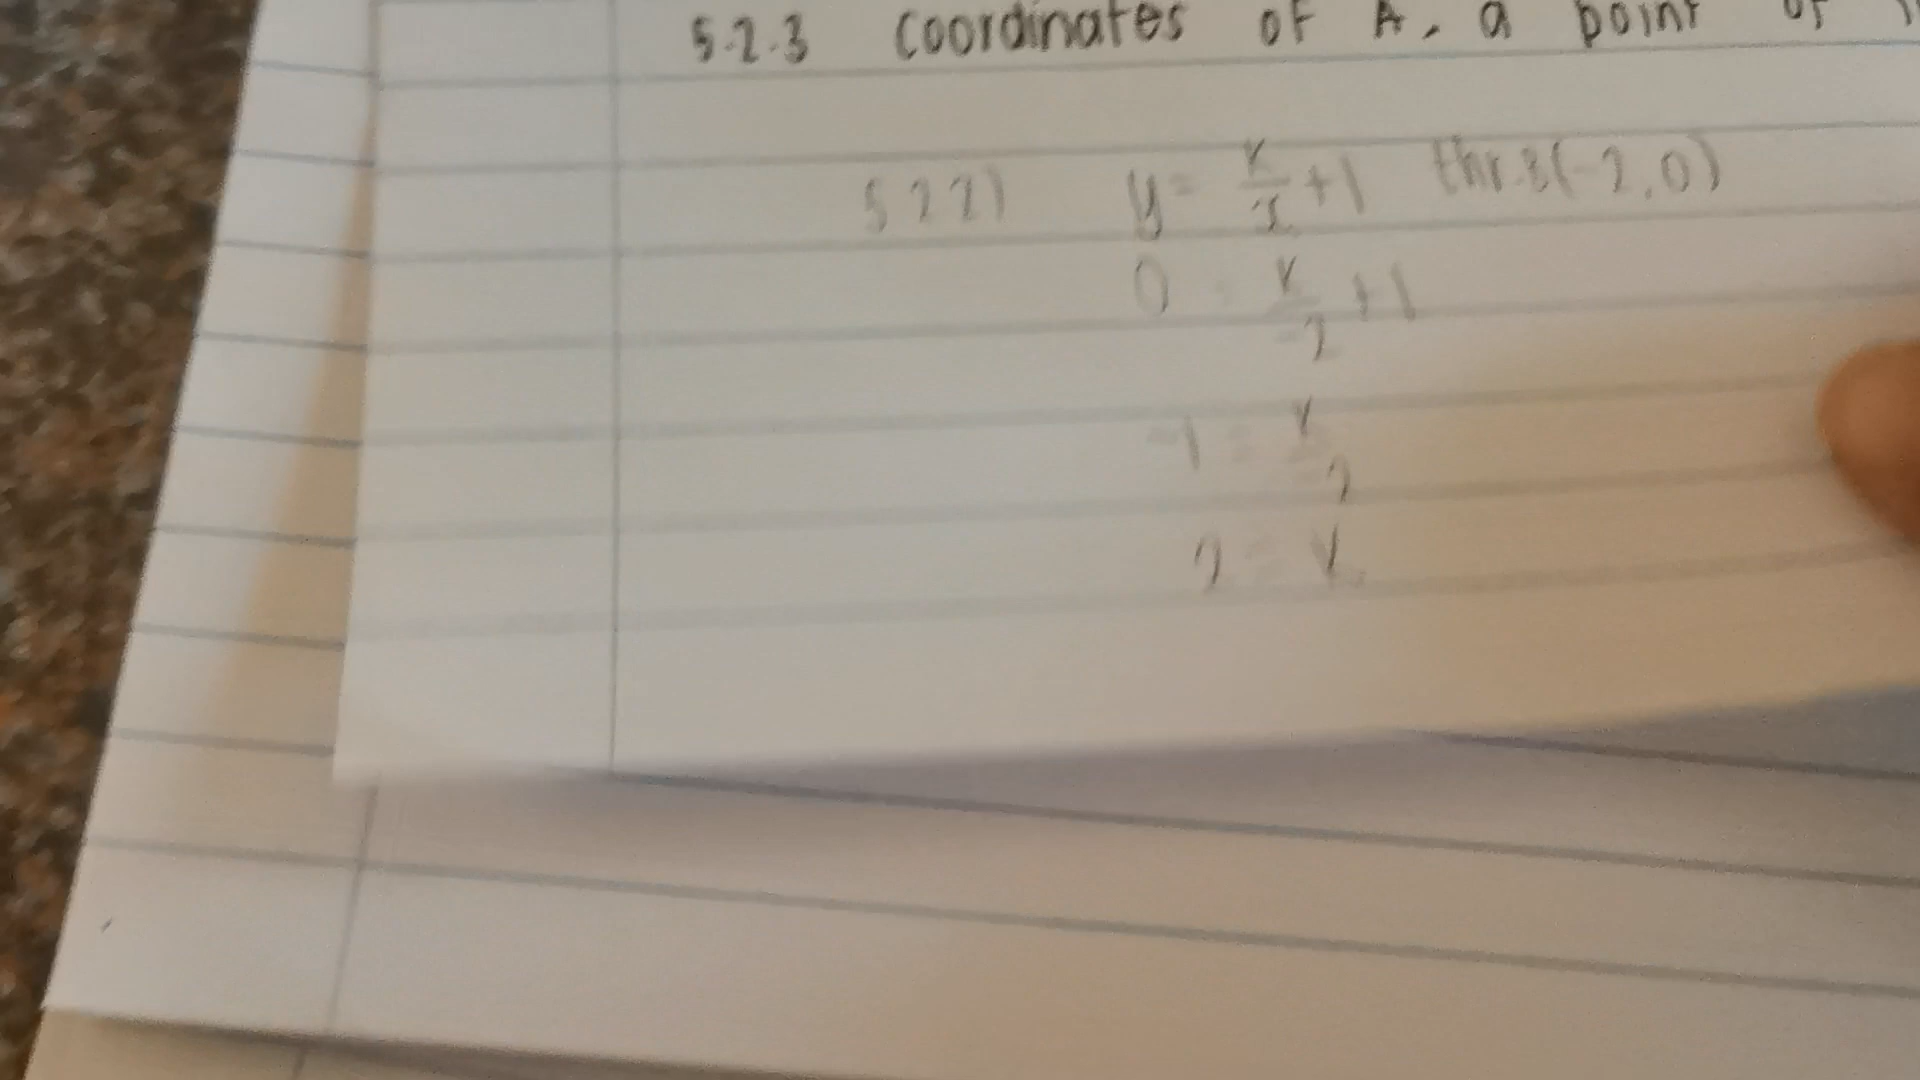 5.2.3 Coordinates of A, a point of
5 2 2) y = k/x + 1 thr. B(-2,0)
0 = k/-2 + 1
-1 = k/-2
2 = k